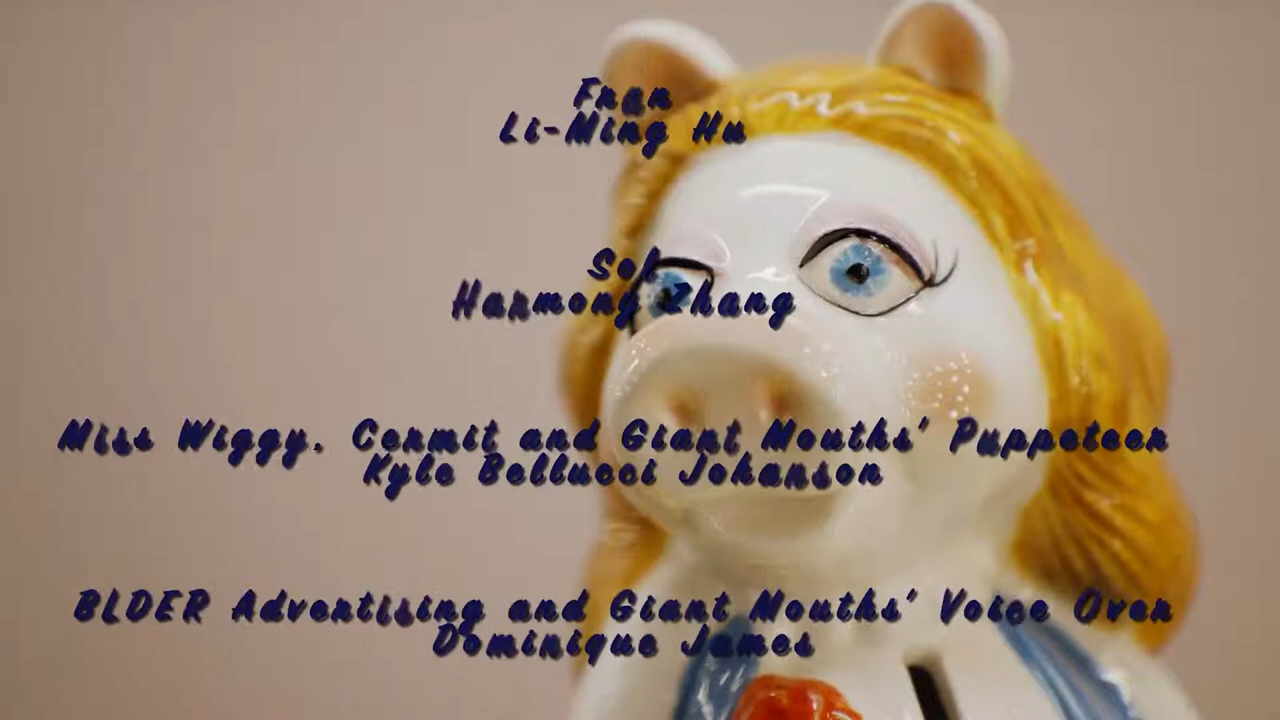 Fran
Li-Ming Hu
Sol
Harmony Zhang
Miss Wiggy, Cermit and Giant Mouths' Puppeteer
Kyle Bellucci Johanson
BLDER Advertising and Giant Mouths' Voice Over
Dominique James